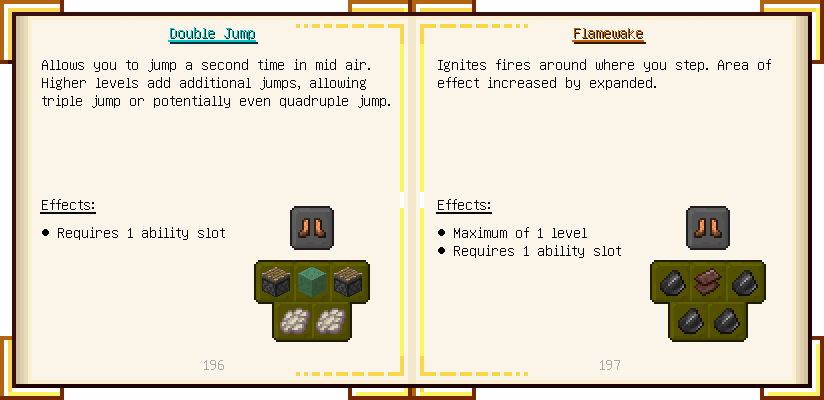 Double Jump
Allows you to jump a second time in mid air.
Higher levels add additional jumps, allowing
triple jump or potentially even quadruple jump.
Effects:
● Requires 1 ability slot
196
Flamewake
Ignites fires around where you step. Area of
effect increased by expanded.
Effects:
● Maximum of 1 level
● Requires 1 ability slot
197